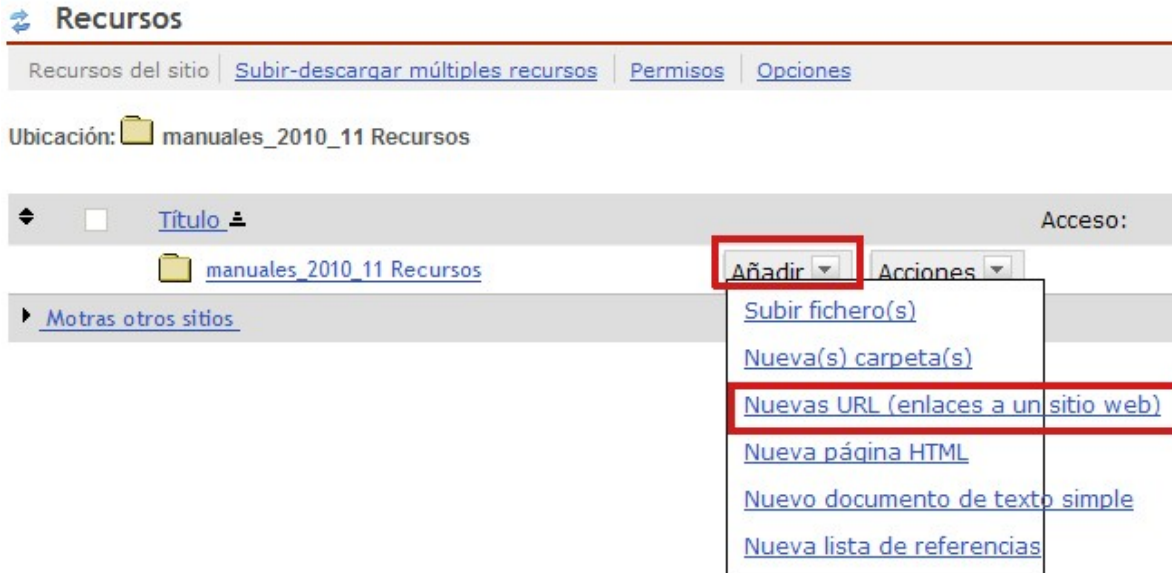 Recursos
Recursos del sitio Subir-descargar múltiples recursos Permisos Opciones
Ubicación: manuales_2010_11 Recursos
Título Acceso:
manuales_2010_11 Recursos Añadir Acciones
Motras otros sitios
Subir fichero(s)
Nueva(s) carpeta(s)
Nuevas URL (enlaces a un sitio web)
Nueva página HTML
Nuevo documento de texto simple
Nueva lista de referencias